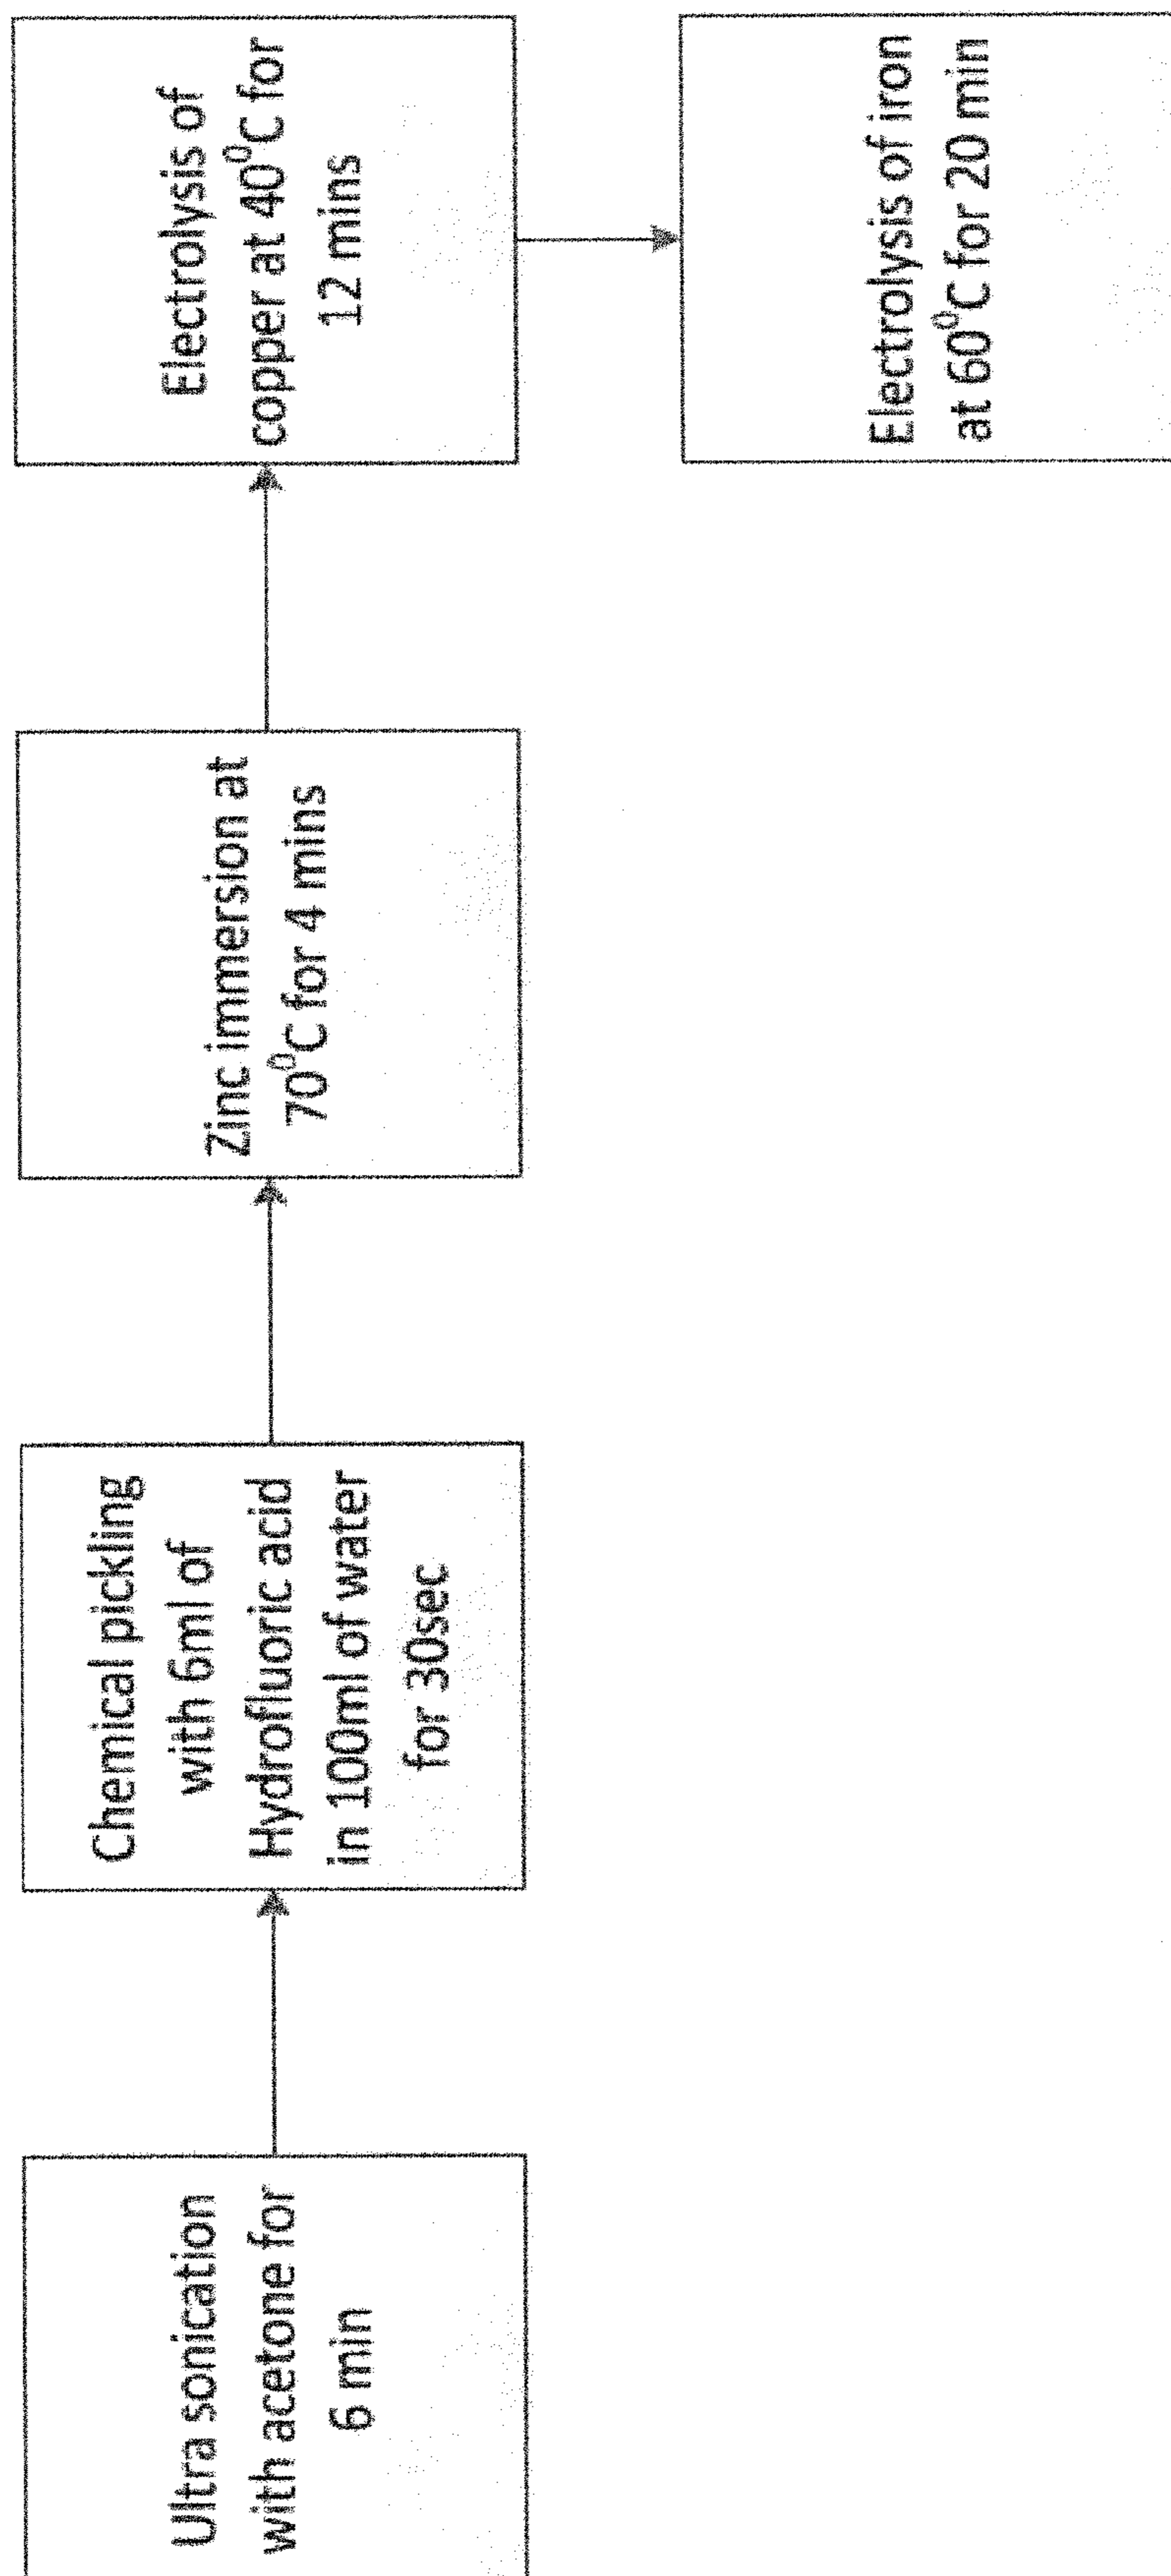 Ultra sonication
with acetone for
6 min
Chemical pickling
with 6ml of
Hydrofluoric acid
in 100ml of water
for 30sec
Zinc immersion at
70⁰C for 4 mins
Electrolysis of
copper at 40⁰C for
12 mins
Electrolysis of iron
at 60⁰C for 20 min